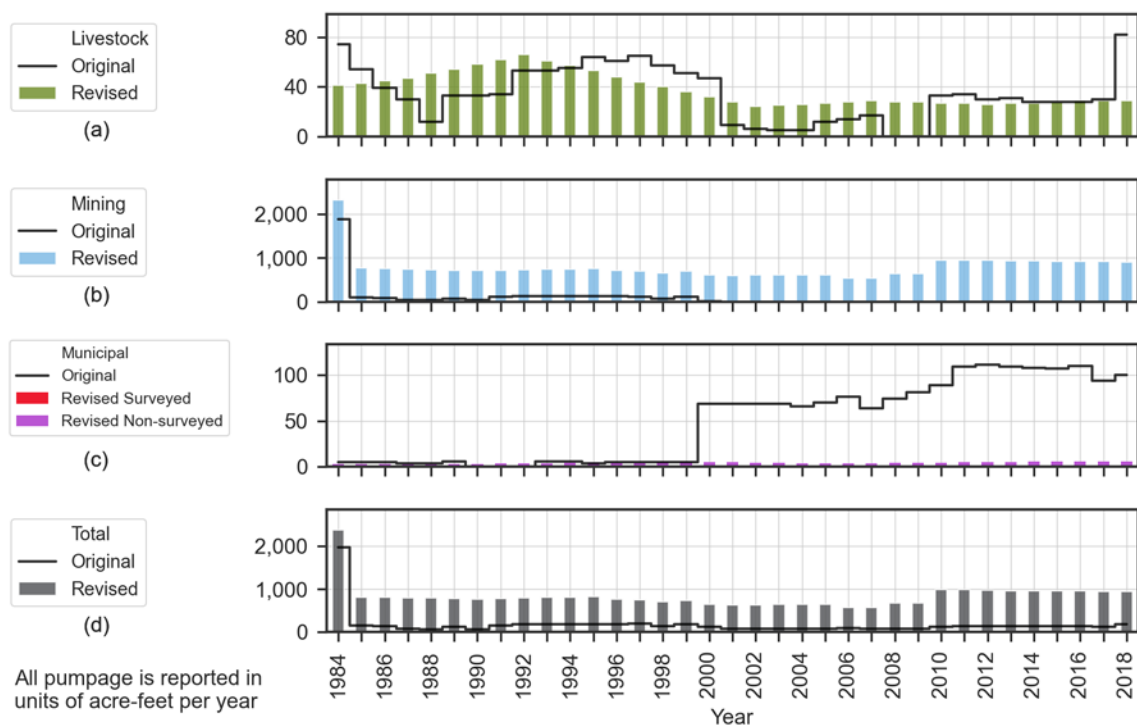 Livestock
Original
Revised
(a)
80
40
0
Mining
Original
Revised
(b)
2,000
1,000
0
Municipal
Original
Revised Surveyed
Revised Non-surveyed
(c)
100
50
0
Total
Original
Revised
(d)
2,000
1,000
0
1984
1986
1988
1990
1992
1994
1996
1998
2000
2002
2004
2006
2008
2010
2012
2014
2016
2018
Year
All pumpage is reported in
units of acre-feet per year